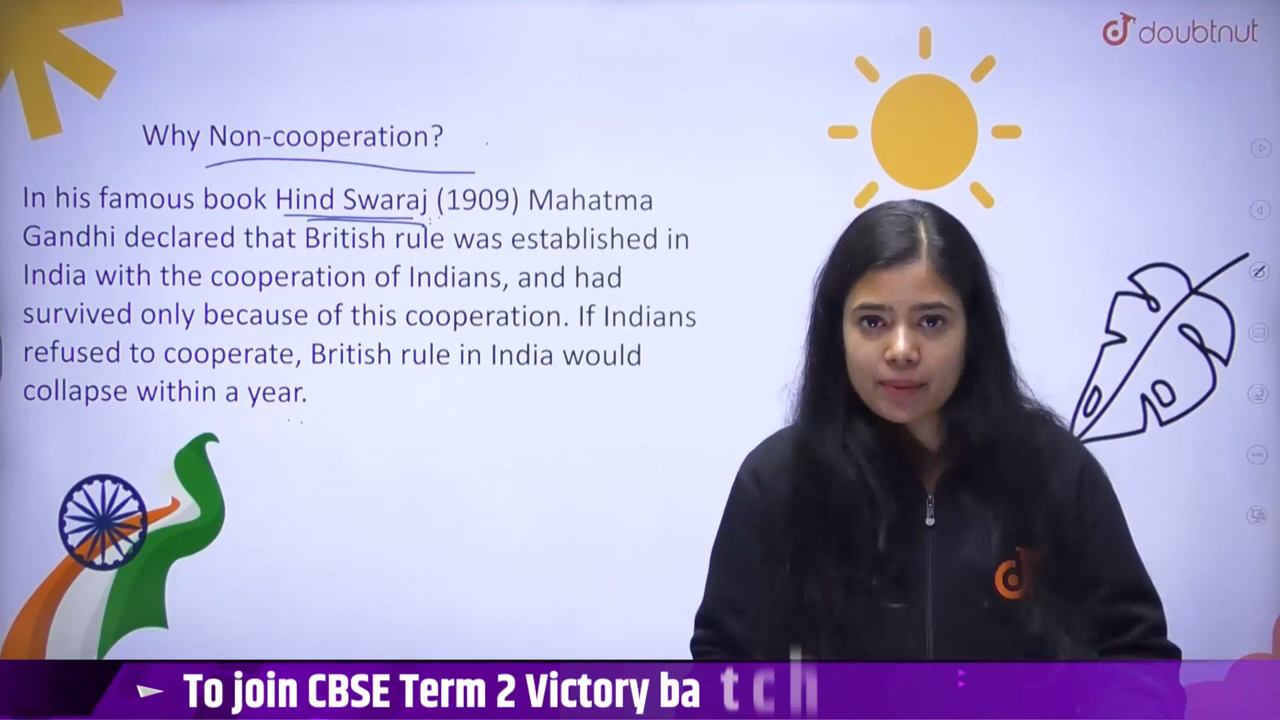 doubtnut
Why Non-cooperation?
In his famous book Hind Swaraj (1909) Mahatma
Gandhi declared that British rule was established in
India with the cooperation of Indians, and had
survived only because of this cooperation. If Indians
refused to cooperate, British rule in India would
collapse within a year.
To join CBSE Term 2 Victory batch